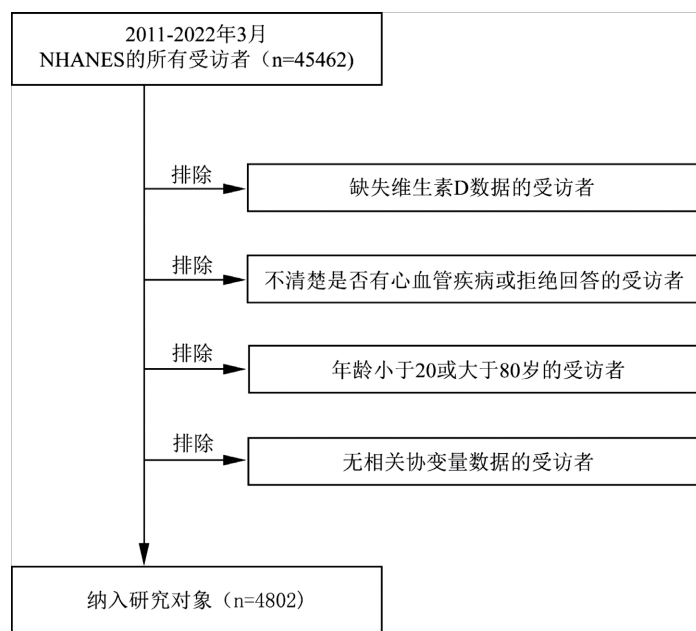 2011-2022年3月
NHANES的所有受访者（n=45462)
排除
缺失维生素D数据的受访者
排除
不清楚是否有心血管疾病或拒绝回答的受访者
排除
年龄小于20或大于80岁的受访者
排除
无相关协变量数据的受访者
纳入研究对象（n=4802)